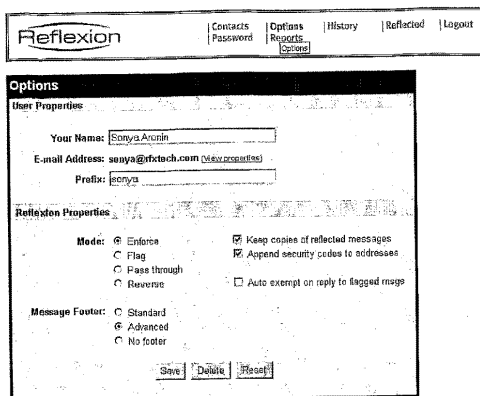 Reflexion
Contacts Options History Reflected Logout
Password Reports
Options
Options
User Properties
Your Name: Sonya Aronin
E-mail Address: sonya@rfxtech.com (View properties)
Prefix: sonya
Reflexion Properties
Mode: Enforce
Flag
Pass through
Reverse
Keep copies of reflected messages
Append security codes to addresses
Auto exempt on reply to flagged msgs
Message Footer: Standard
Advanced
No footer
Save Delete Reset